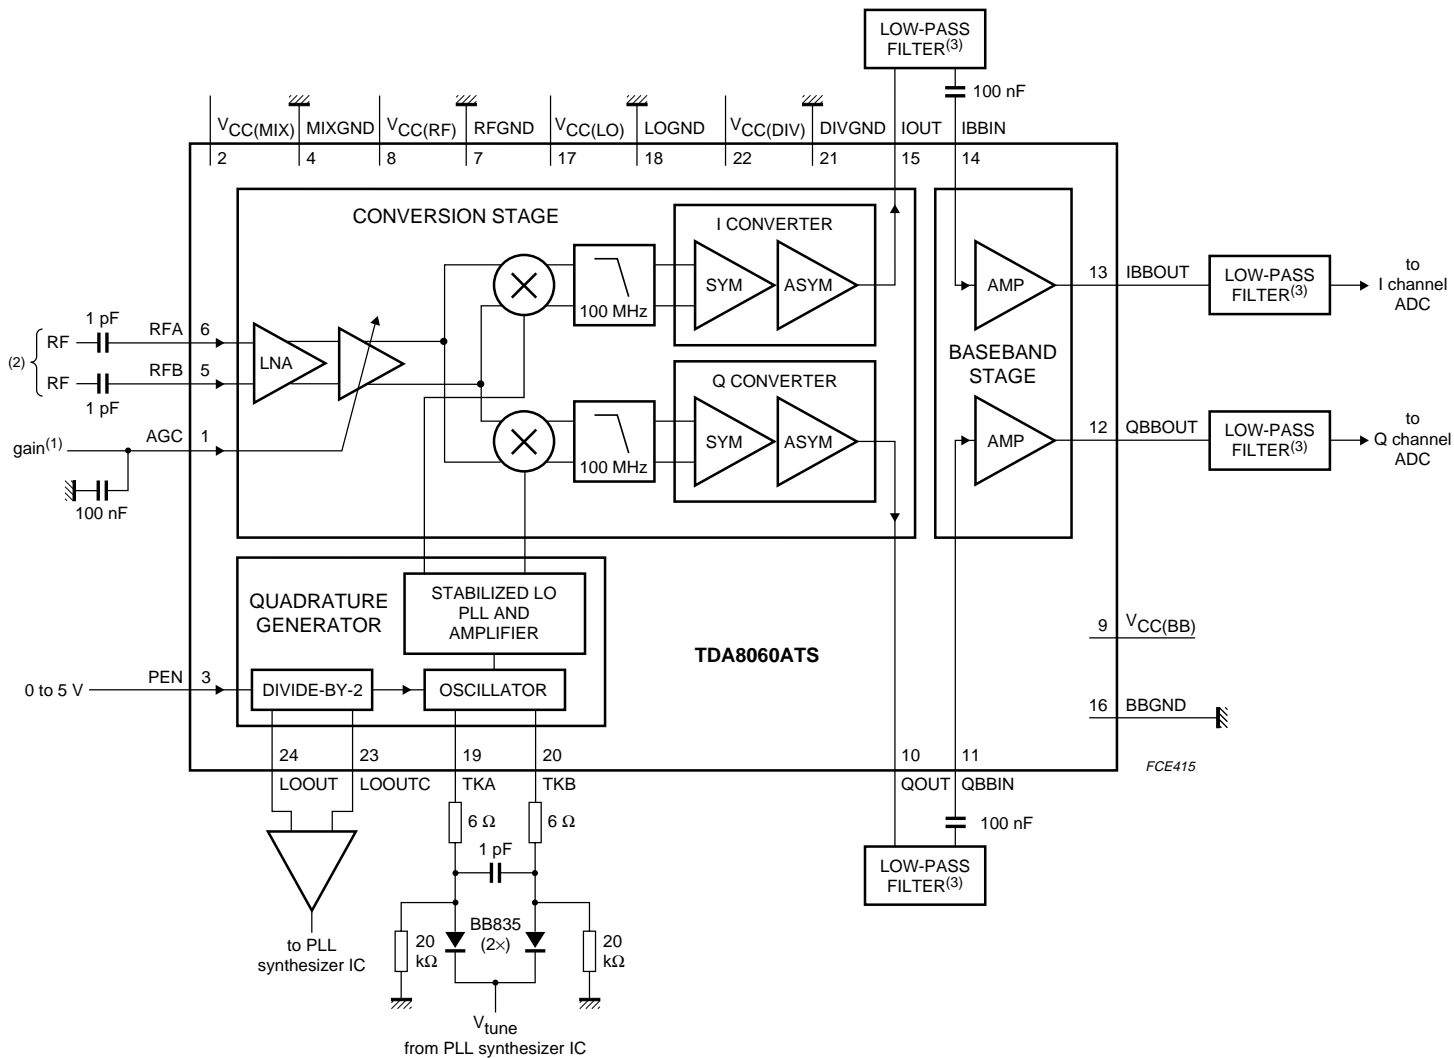 LOW-PASS
FILTER(3)
100 nF
VCC(MIX)
MIXGND
VCC(RF)
RFGND
VCC(LO)
LOGND
VCC(DIV)
DIVGND
IOUT
IBBIN
2
4
8
7
17
18
22
21
15
14
CONVERSION STAGE
I CONVERTER
SYM
ASYM
100 MHz
AMP
13
IBBOUT
LOW-PASS
FILTER(3)
to
I channel
ADC
1 pF
RFA
6
(2)
RF
LNA
RF
RFB
5
1 pF
BASEBAND
STAGE
Q CONVERTER
SYM
ASYM
100 MHz
AMP
12
QBBOUT
LOW-PASS
FILTER(3)
to
Q channel
ADC
gain(1)
AGC
1
100 nF
QUADRATURE
GENERATOR
STABILIZED LO
PLL AND
AMPLIFIER
TDA8060ATS
9
VCC(BB)
0 to 5 V
PEN
3
DIVIDE-BY-2
OSCILLATOR
16
BBGND
24
23
19
20
10
11
FCE415
LOOUT
LOOUTC
TKA
TKB
QOUT
QBBIN
6 Ω
6 Ω
100 nF
1 pF
LOW-PASS
FILTER(3)
BB835
(2×)
20
kΩ
20
kΩ
to PLL
synthesizer IC
Vtune
from PLL synthesizer IC